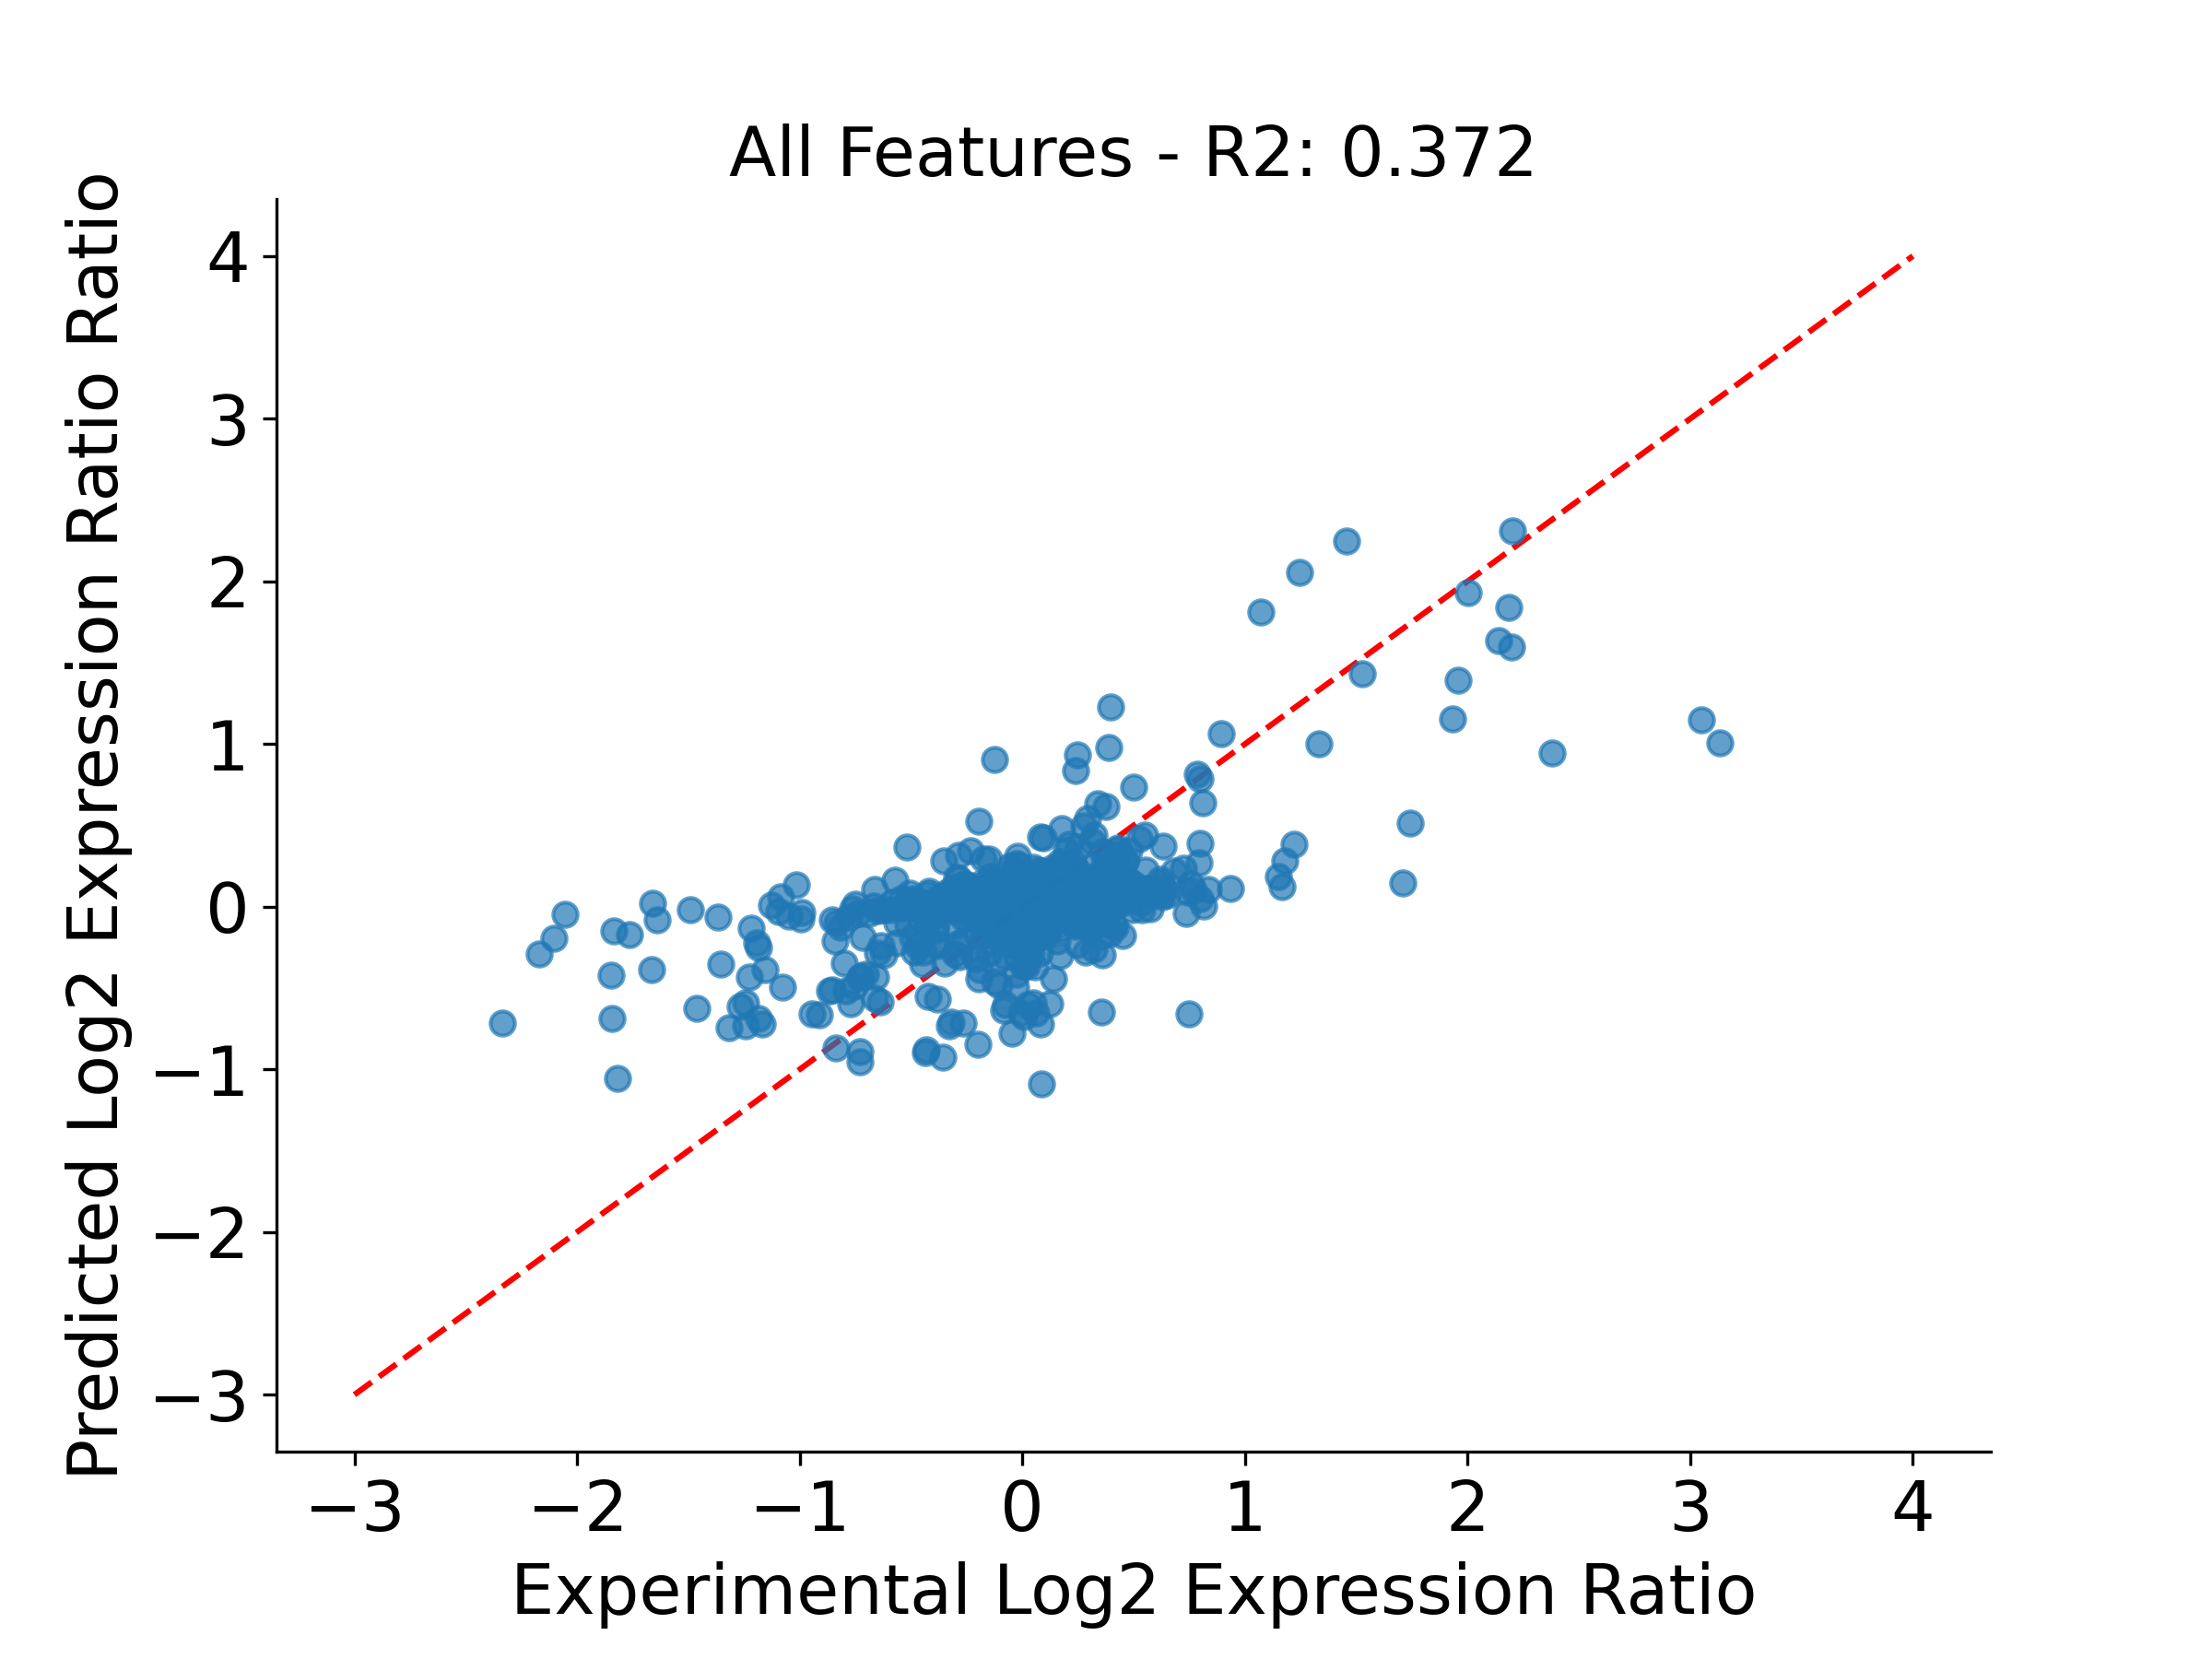 All Features - R2: 0.372
Predicted Log2 Expression Ratio Ratio
4
3
2
1
0
−1
−2
−3
−3 −2 −1 0 1 2 3 4
Experimental Log2 Expression Ratio